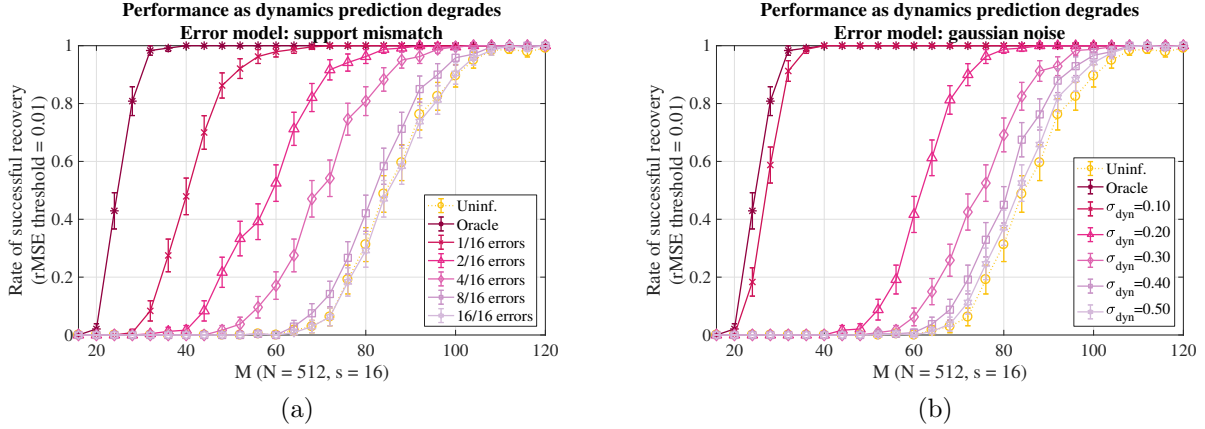 Performance as dynamics prediction degrades
Error model: support mismatch
Rate of successful recovery
(rMSE threshold = 0.01)
1
0.8
0.6
0.4
0.2
0
20
40
60
80
100
120
M (N = 512, s = 16)
Uninf.
Oracle
1/16 errors
2/16 errors
4/16 errors
8/16 errors
16/16 errors
(a)
Performance as dynamics prediction degrades
Error model: gaussian noise
Rate of successful recovery
(rMSE threshold = 0.01)
1
0.8
0.6
0.4
0.2
0
20
40
60
80
100
120
M (N = 512, s = 16)
Uninf.
Oracle
σdyn=0.10
σdyn=0.20
σdyn=0.30
σdyn=0.40
σdyn=0.50
(b)